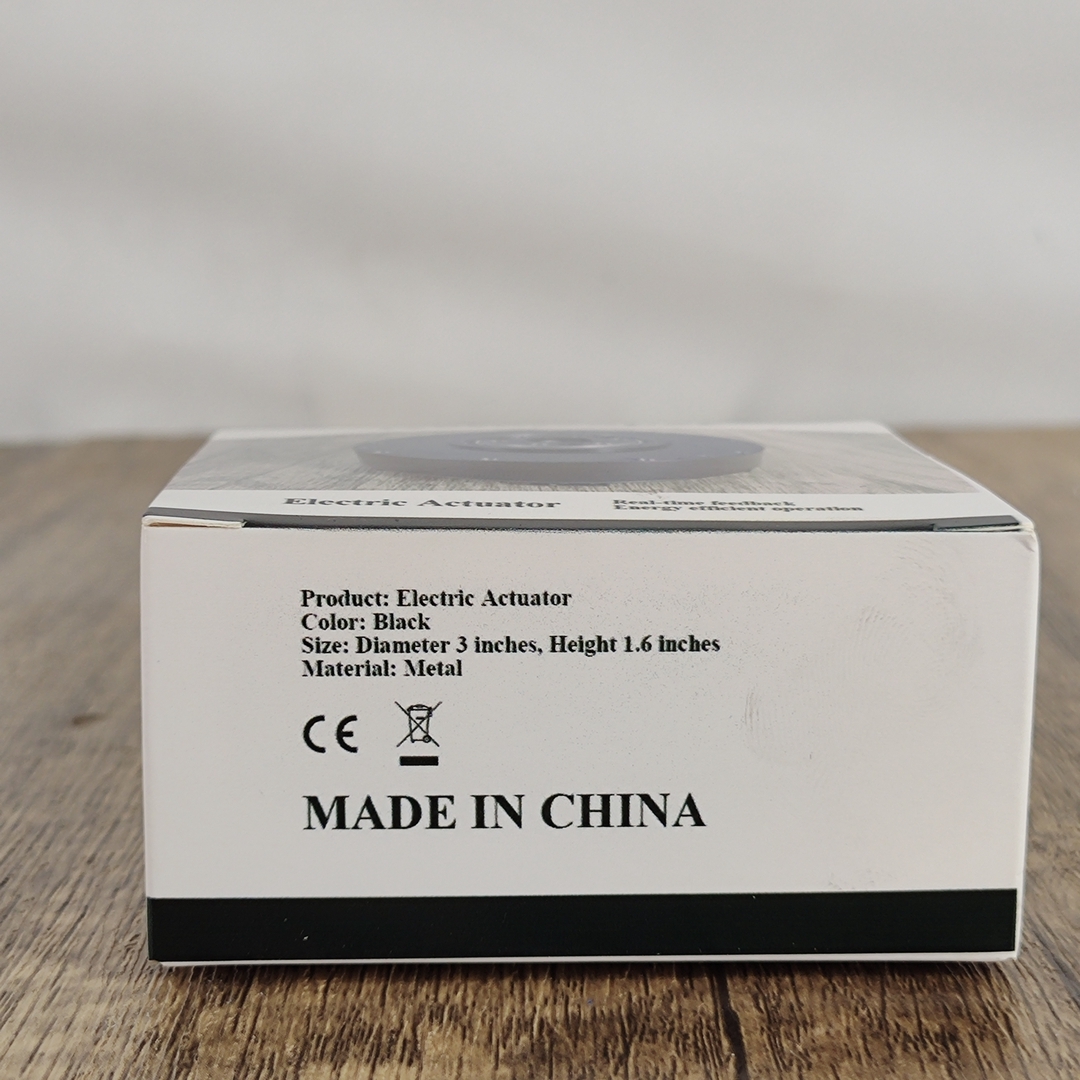 Electric Actuator
Real-time feedback
Energy efficient operation
Product: Electric Actuator
Color: Black
Size: Diameter 3 inches, Height 1.6 inches
Material: Metal
CE
MADE IN CHINA